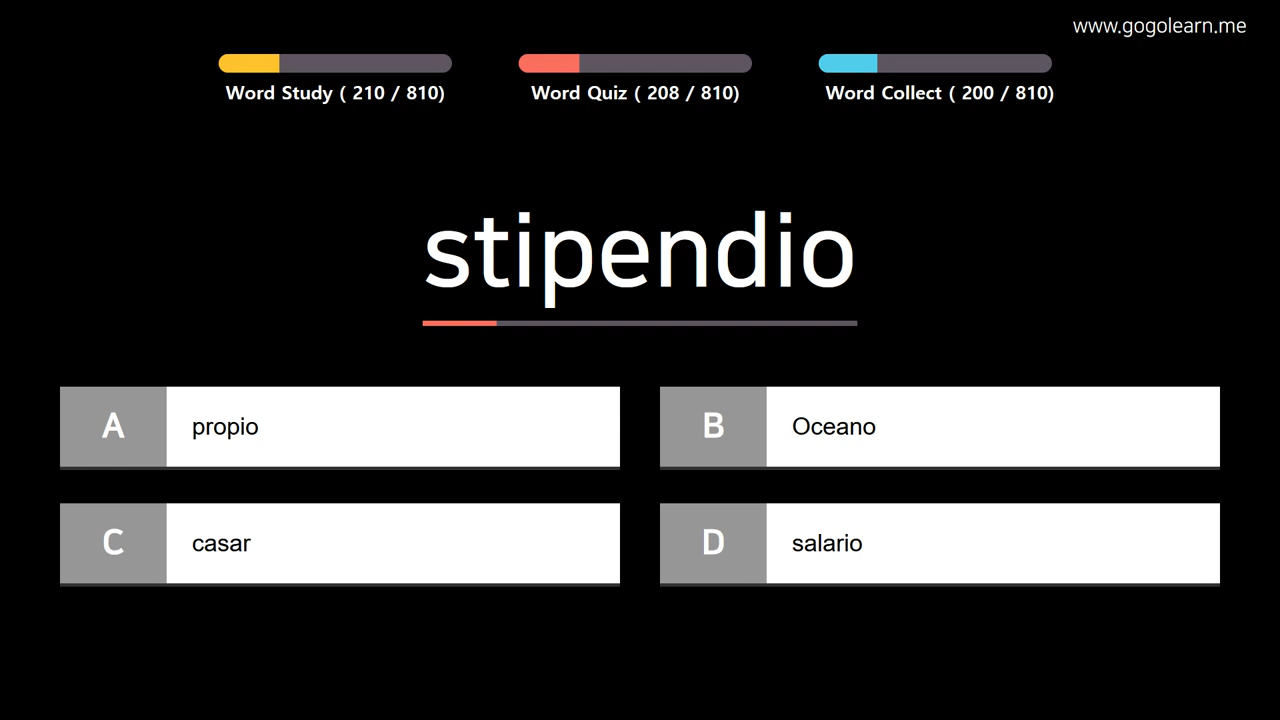 www.gogolearn.me
Word Study ( 210 / 810)
Word Quiz ( 208 / 810)
Word Collect ( 200 / 810)
stipendio
A propio
B Oceano
C casar
D salario